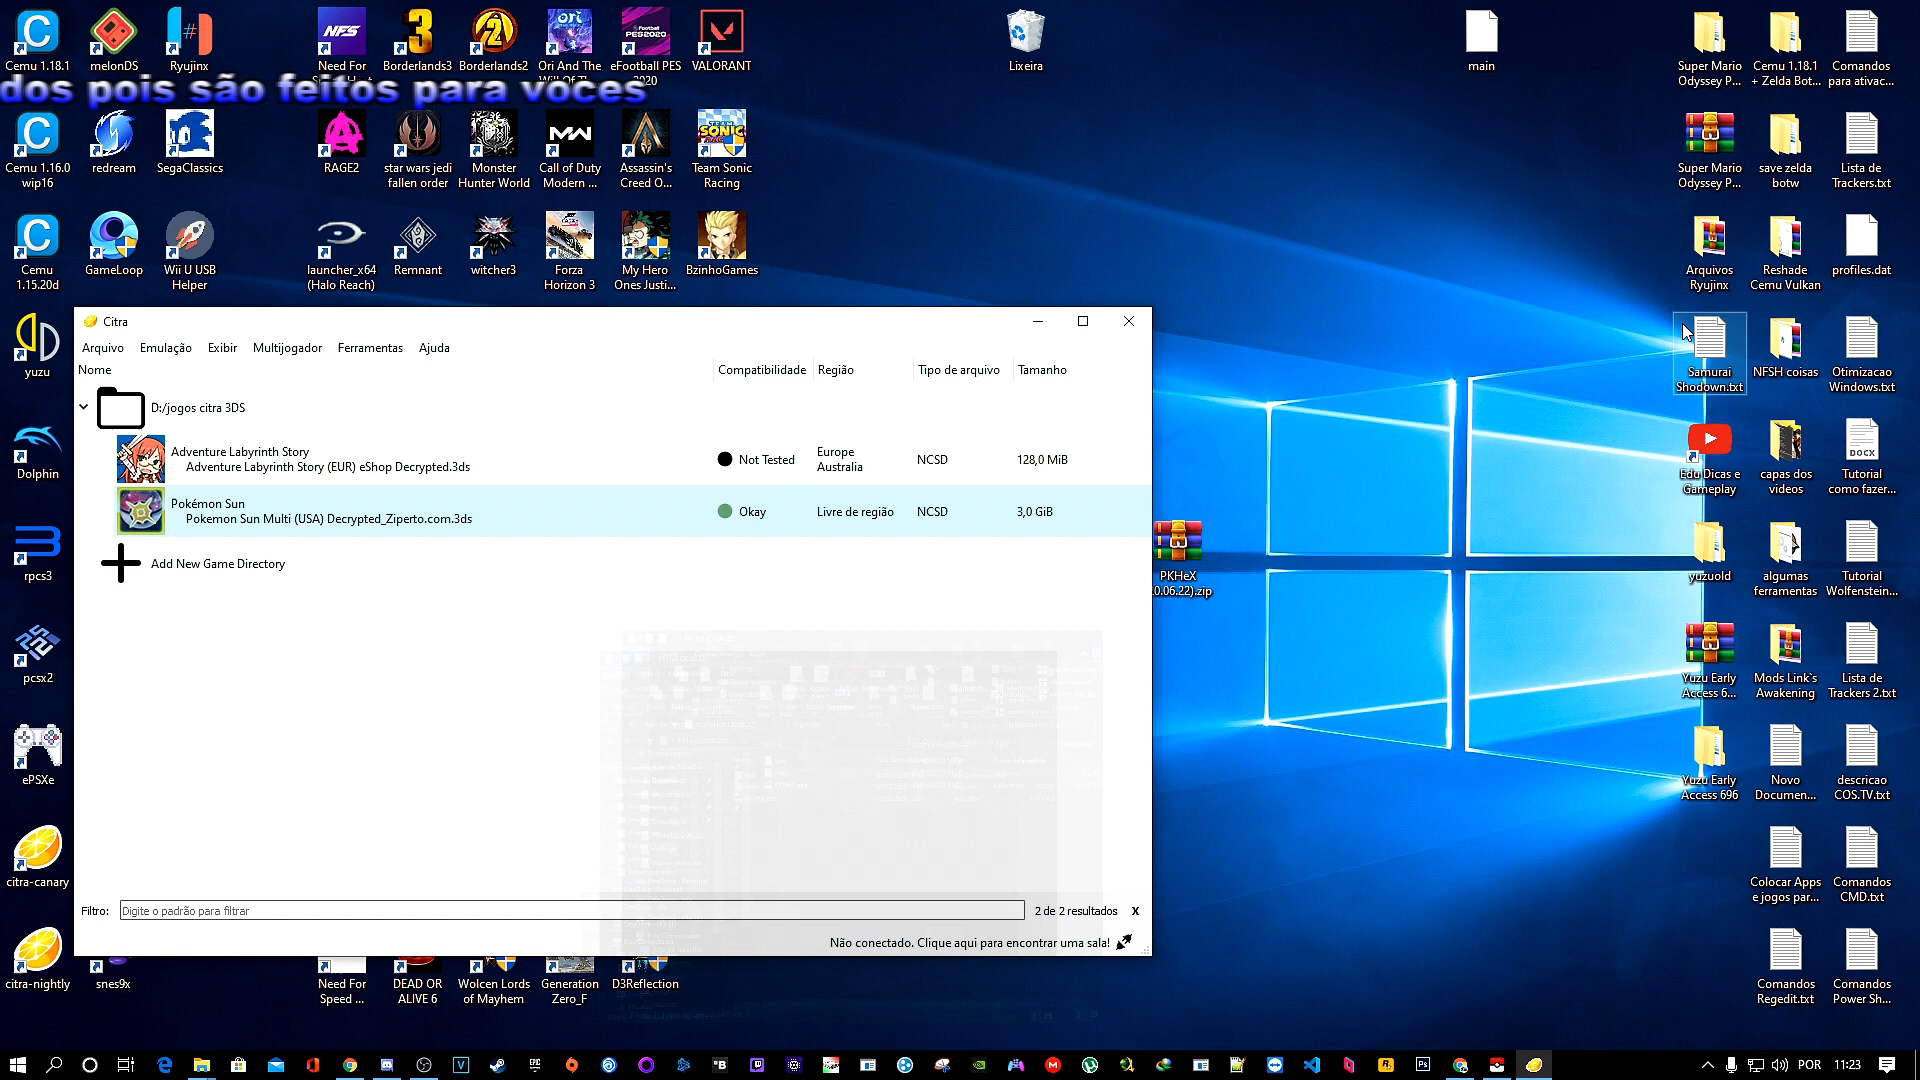 Cemu 1.18.1
melonDS
Ryujinx
Need For
Borderlands3
Borderlands2
Ori And The
eFootball PES
2020
VALORANT
Lixeira
main
Super Mario
Odyssey P...
Cemu 1.18.1
+ Zelda Bot...
Comandos
para ativac...
dos pois são feitos para voces
Cemu 1.16.0
wip16
redream
SegaClassics
RAGE2
star wars jedi
fallen order
Monster
Hunter World
Call of Duty
Modern ...
Assassin's
Creed O...
Team Sonic
Racing
Super Mario
Odyssey P...
save zelda
botw
Lista de
Trackers.txt
Cemu
1.15.20d
GameLoop
Wii U USB
Helper
launcher_x64
(Halo Reach)
Remnant
witcher3
Forza
Horizon 3
My Hero
Ones Justi...
BzinhoGames
Arquivos
Ryujinx
Reshade
Cemu Vulkan
profiles.dat
yuzu
Samurai
Shodown.txt
NFSH coisas
Otimizacao
Windows.txt
Citra
Arquivo Emulação Exibir Multijogador Ferramentas Ajuda
Nome Compatibilidade Região Tipo de arquivo Tamanho
D:/jogos citra 3DS
Adventure Labyrinth Story
Adventure Labyrinth Story (EUR) eShop Decrypted.3ds
Not Tested
Europe
Australia
NCSD
128,0 MiB
Pokémon Sun
Pokemon Sun Multi (USA) Decrypted_Ziperto.com.3ds
Okay
Livre de região
NCSD
3,0 GiB
Add New Game Directory
Filtro: Digite o padrão para filtrar 2 de 2 resultados X
Não conectado. Clique aqui para encontrar uma sala!
PKHeX
0.06.22).zip
Dolphin
Edu Dicas e
Gameplay
capas dos
videos
Tutorial
como fazer...
rpcs3
yuzuold
algumas
ferramentas
Tutorial
Wolfenstein...
pcsx2
Yuzu Early
Access 6...
Mods Link`s
Awakening
Lista de
Trackers 2.txt
ePSXe
Yuzu Early
Access 696
Novo
Documen...
descricao
COS.TV.txt
citra-canary
Colocar Apps
e jogos par...
Comandos
CMD.txt
citra-nightly
snes9x
Need For
Speed ...
DEAD OR
ALIVE 6
Wolcen Lords
of Mayhem
Generation
Zero_F
D3Reflection
Comandos
Regedit.txt
Comandos
Power Sh...
POR 11:23